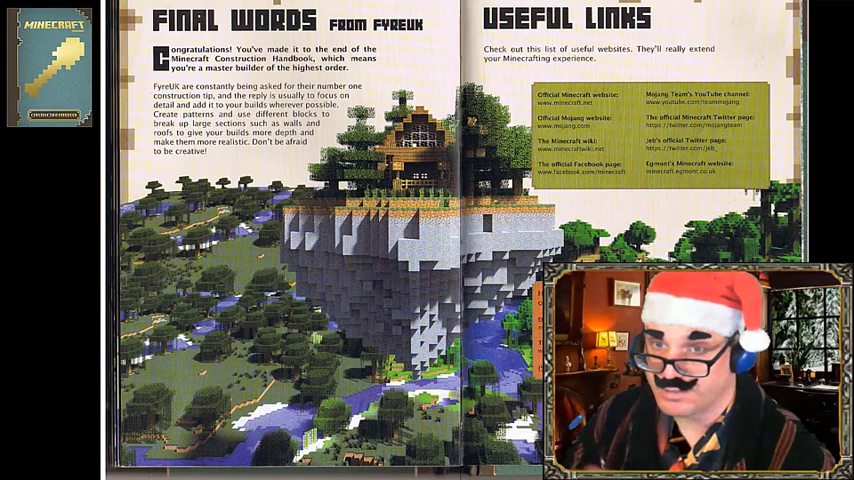 MINECRAFT
FINAL WORDS FROM FYREUK
Congratulations! You've made it to the end of the
Minecraft Construction Handbook, which means
you're a master builder of the highest order.
FyreUK are constantly being asked for their number one
construction tip, and the reply is usually to focus on
detail and add it to your builds wherever possible.
Create patterns and use different blocks to
break up large sections such as walls and
roofs to give your builds more depth and
make them more realistic. Don't be afraid
to be creative!
USEFUL LINKS
Check out this list of useful websites. They'll really extend
your Minecrafting experience.
Official Minecraft website:
www.minecraft.net
Official Mojang website:
www.mojang.com
The Minecraft wiki:
www.minecraftwiki.net
The official Facebook page:
www.facebook.com/minecraft
Mojang Team's YouTube channel:
www.youtube.com/teammojang
The official Minecraft Twitter page:
https://twitter.com/mojangteam
Jeb's official Twitter page:
https://twitter.com/jeb_
Egmont's Minecraft website:
minecraft.egmont.co.uk